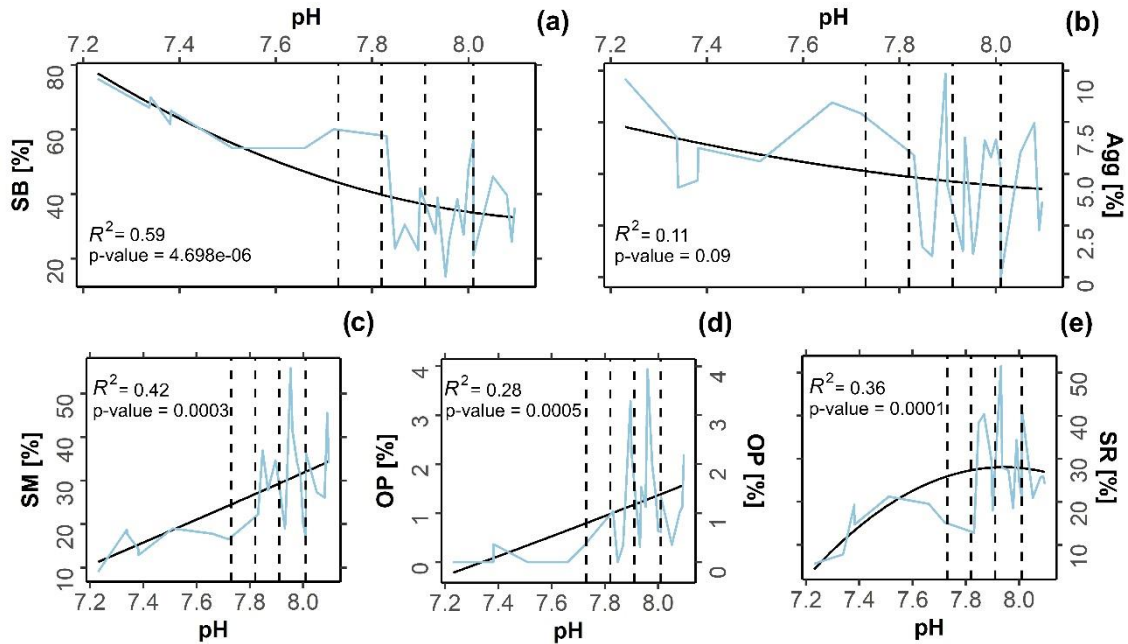 pH
(a)
7.2 7.4 7.6 7.8 8.0
SB [%]
80
60
40
20
R² = 0.59
p-value = 4.698e-06
pH
(b)
7.2 7.4 7.6 7.8 8.0
Agg [%]
10
7.5
5.0
2.5
0
R² = 0.11
p-value = 0.09
(c)
SM [%]
50
40
30
20
10
R² = 0.42
p-value = 0.0003
7.2 7.4 7.6 7.8 8.0
pH
(d)
OP [%]
4
3
2
1
0
R² = 0.28
p-value = 0.0005
4
2
2
1
0
OP [%]
7.2 7.4 7.6 7.8 8.0
pH
(e)
R² = 0.36
p-value = 0.0001
50
40
30
20
10
SR [%]
7.2 7.4 7.6 7.8 8.0
pH